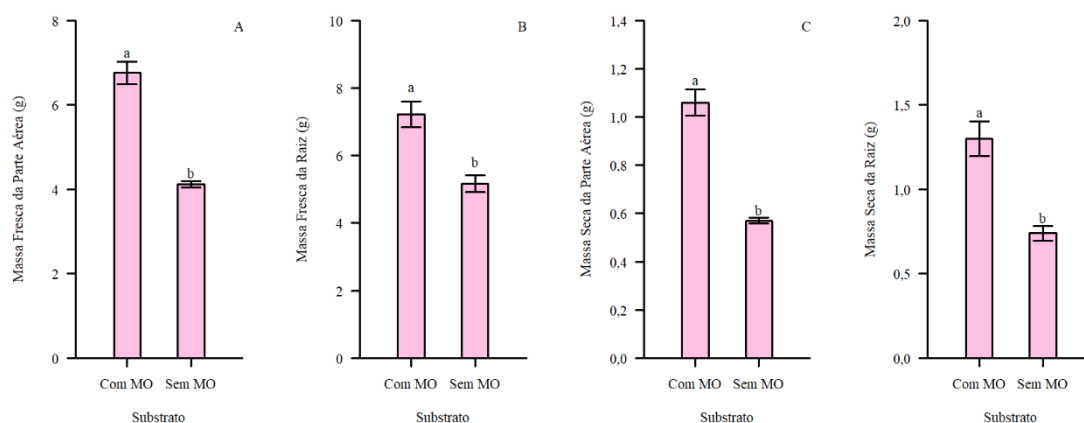 Massa Fresca da Parte Aérea (g)
8
6
4
2
0
A
a
b
Com MO
Sem MO
Substrato
Massa Fresca da Raiz (g)
10
8
6
4
2
0
B
a
b
Com MO
Sem MO
Substrato
Massa Seca da Parte Aérea (g)
1,4
1,2
1,0
0,8
0,6
0,4
0,2
0,0
C
a
b
Com MO
Sem MO
Substrato
Massa Seca da Raiz (g)
2,0
1,5
1,0
0,5
0,0
a
b
Com MO
Sem MO
Substrato